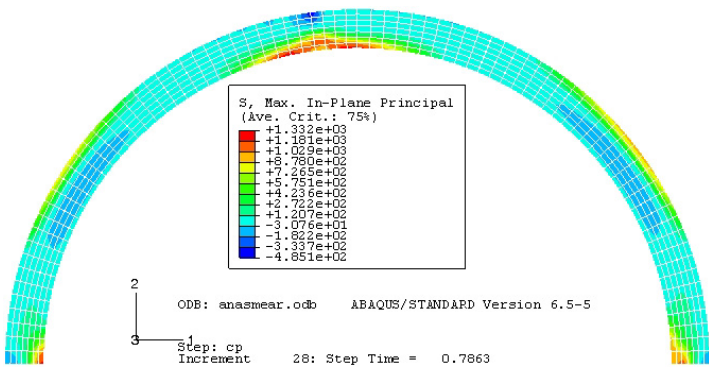 S, Max. In-Plane Principal
(Ave. Crit.: 75%)
+1.332e+03
+1.181e+03
+1.029e+03
+8.780e+02
+7.265e+02
+5.751e+02
+4.236e+02
+2.722e+02
+1.207e+02
-3.076e+01
-1.822e+02
-3.337e+02
-4.851e+02
2
3
1
ODB: anasmear.odb ABAQUS/STANDARD Version 6.5-5
Step: cp
Increment 28: Step Time = 0.7863